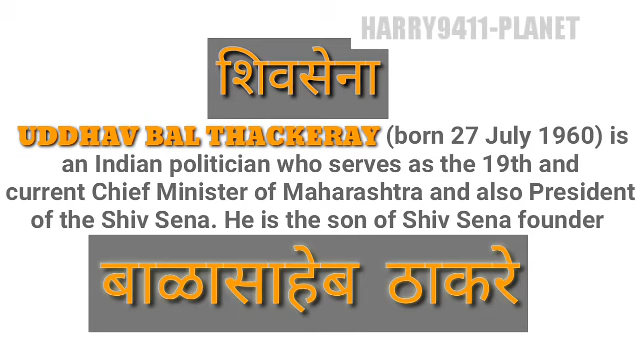 HARRY9411-PLANET
शिवसेना
UDDHAV BAL THACKERAY (born 27 July 1960) is
an Indian politician who serves as the 19th and
current Chief Minister of Maharashtra and also President
of the Shiv Sena. He is the son of Shiv Sena founder
बाळासाहेब ठाकरे